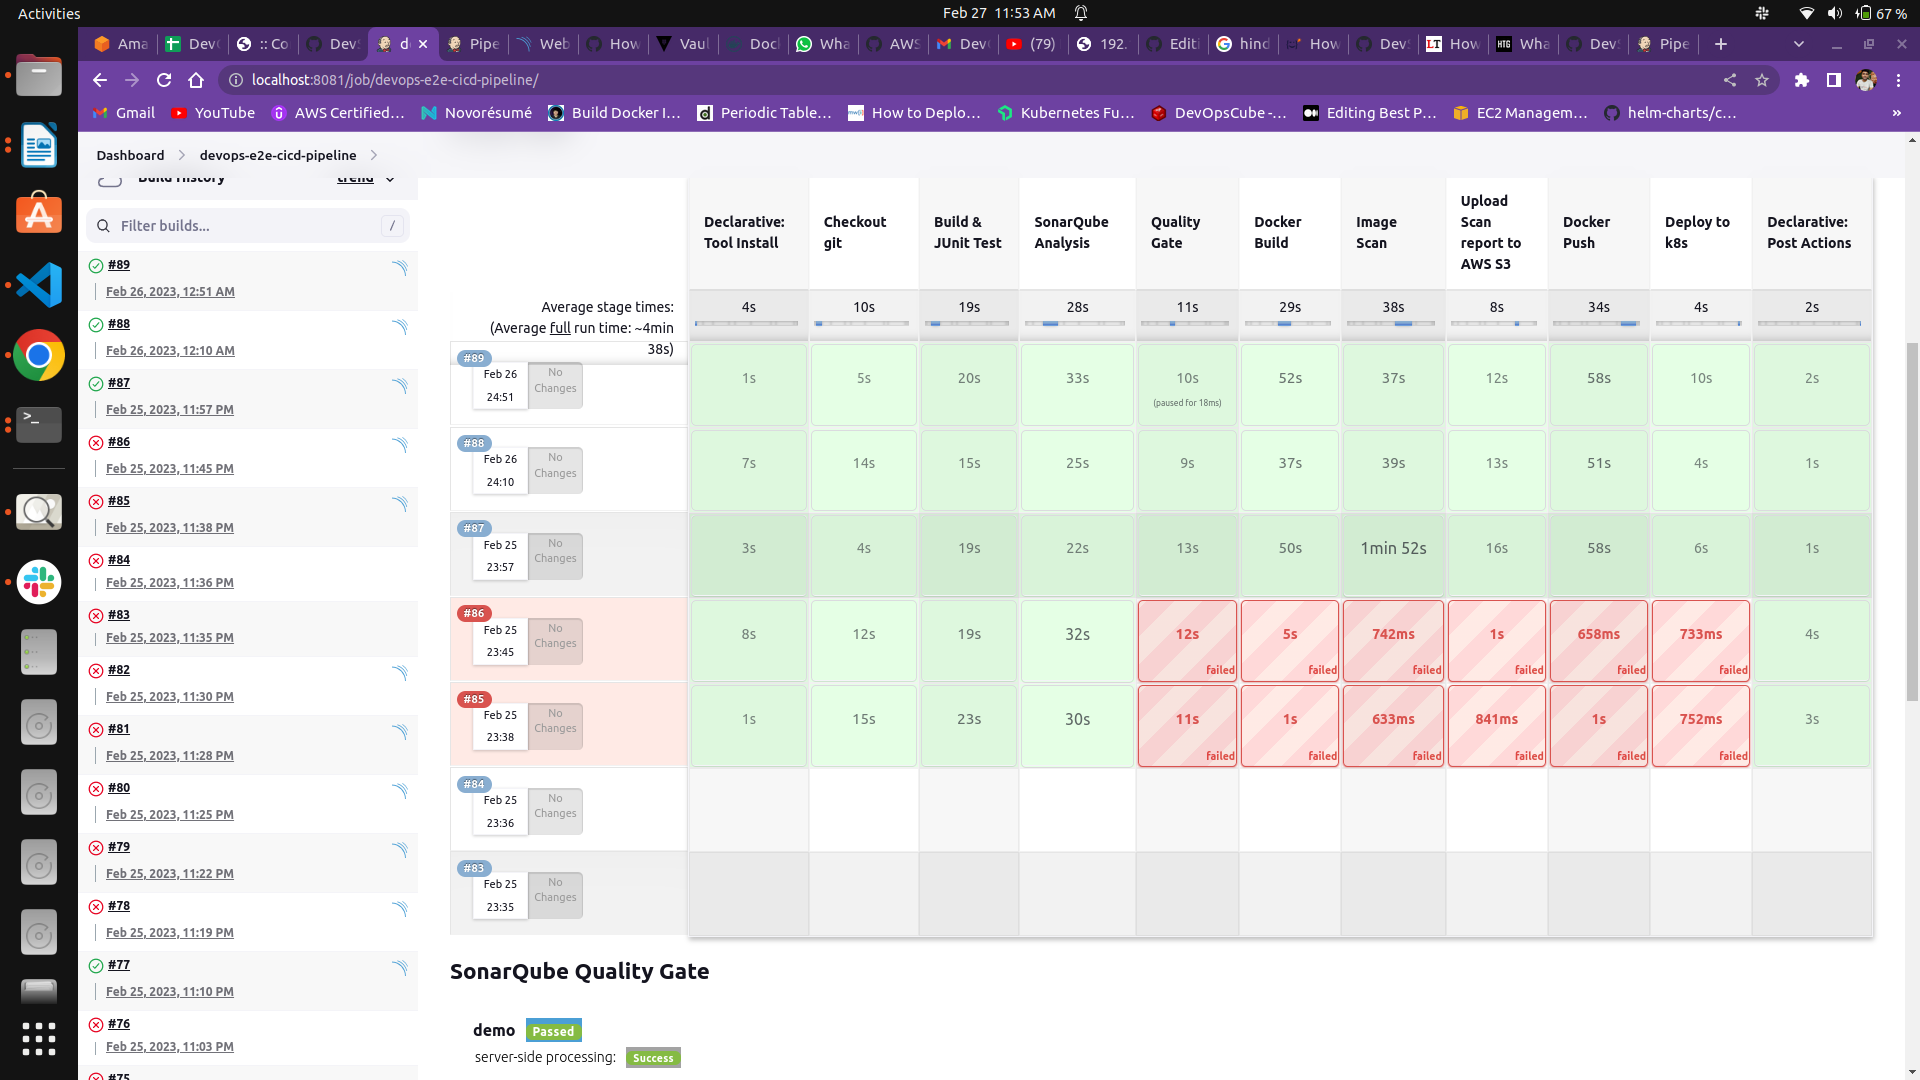 Activities
Feb 27 11:53 AM
67 %
Ama
Dev
:: Co
DevS
de
Pipe
Web
How
Vaul
Doc
Wha
AWS
Dev
(79)
192.
Editi
hind
How
DevS
How
Wha
Dev
Pipe
localhost:8081/job/devops-e2e-cicd-pipeline/
Gmail
YouTube
AWS Certified...
Novorésumé
Build Docker I...
Periodic Table...
How to Deplo...
Kubernetes Fu...
DevOpsCube -...
Editing Best P...
EC2 Managem...
helm-charts/c...
»
Dashboard
devops-e2e-cicd-pipeline
Build History
trend
Filter builds...
/
#89
Feb 26, 2023, 12:51 AM
#88
Feb 26, 2023, 12:10 AM
#87
Feb 25, 2023, 11:57 PM
#86
Feb 25, 2023, 11:45 PM
#85
Feb 25, 2023, 11:38 PM
#84
Feb 25, 2023, 11:36 PM
#83
Feb 25, 2023, 11:35 PM
#82
Feb 25, 2023, 11:30 PM
#81
Feb 25, 2023, 11:28 PM
#80
Feb 25, 2023, 11:25 PM
#79
Feb 25, 2023, 11:22 PM
#78
Feb 25, 2023, 11:19 PM
#77
Feb 25, 2023, 11:10 PM
#76
Feb 25, 2023, 11:03 PM
#75
Declarative:
Tool Install
Checkout
git
Build &
JUnit Test
SonarQube
Analysis
Quality
Gate
Docker
Build
Image
Scan
Upload
Scan
report to
AWS S3
Docker
Push
Deploy to
k8s
Declarative:
Post Actions
Average stage times:
(Average full run time: ~4min
38s)
4s 10s 19s 28s 11s 29s 38s 8s 34s 4s 2s
#89
Feb 26
24:51
No
Changes
1s 5s 20s 33s 10s 52s 37s 12s 58s 10s 2s
(paused for 18ms)
#88
Feb 26
24:10
No
Changes
7s 14s 15s 25s 9s 37s 39s 13s 51s 4s 1s
#87
Feb 25
23:57
No
Changes
3s 4s 19s 22s 13s 50s 1min 52s 16s 58s 6s 1s
#86
Feb 25
23:45
No
Changes
8s 12s 19s 32s 12s 5s 742ms 1s 658ms 733ms 4s
failed failed failed failed failed failed
#85
Feb 25
23:38
No
Changes
1s 15s 23s 30s 11s 1s 633ms 841ms 1s 752ms 3s
failed failed failed failed failed failed
#84
Feb 25
23:36
No
Changes
#83
Feb 25
23:35
No
Changes
SonarQube Quality Gate
demo Passed
server-side processing: Success